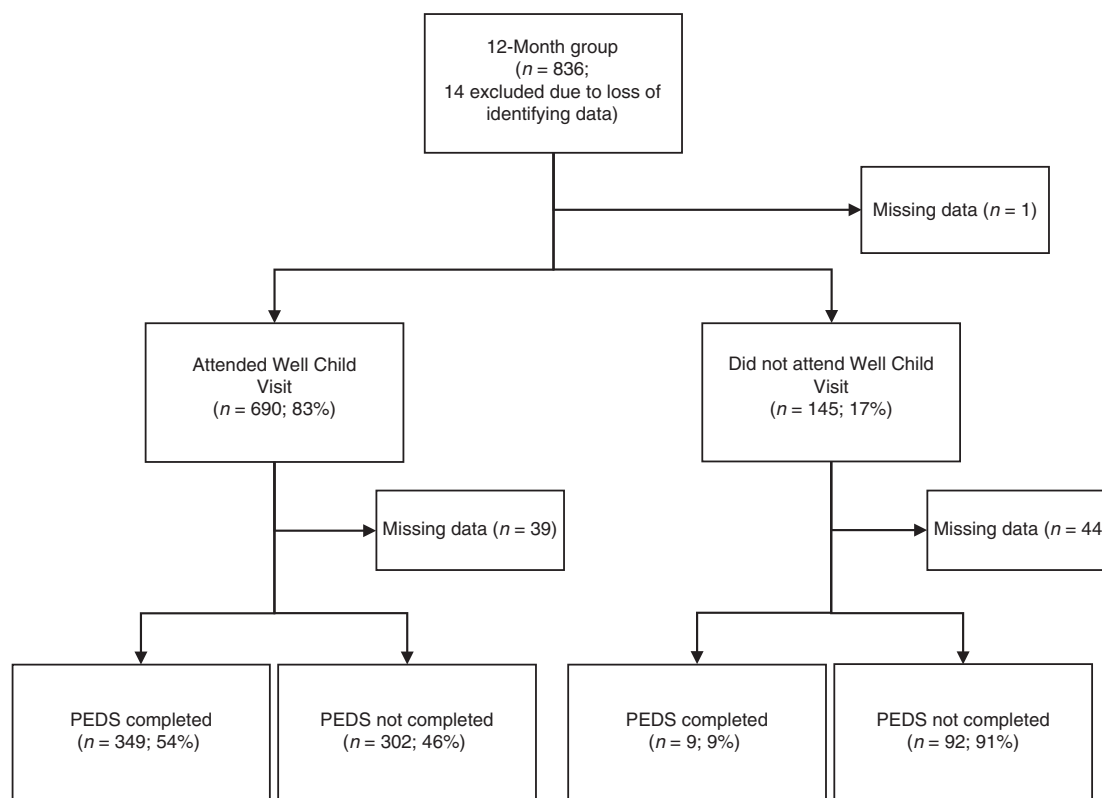 12-Month group
(n = 836;
14 excluded due to loss of
identifying data)
Missing data (n = 1)
Attended Well Child
Visit
(n = 690; 83%)
Did not attend Well Child
Visit
(n = 145; 17%)
Missing data (n = 39)
Missing data (n = 44
PEDS completed
(n = 349; 54%)
PEDS not completed
(n = 302; 46%)
PEDS completed
(n = 9; 9%)
PEDS not completed
(n = 92; 91%)